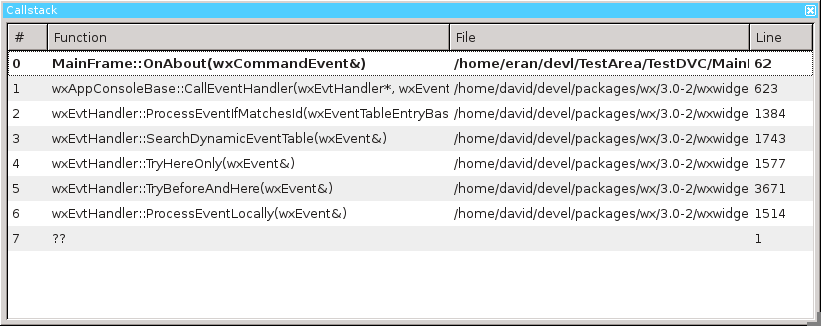 Callstack
# Function File Line
0 MainFrame::OnAbout(wxCommandEvent&) /home/eran/devl/TestArea/TestDVC/Main 62
1 wxAppConsoleBase::CallEventHandler(wxEvtHandler*, wxEvent /home/david/devel/packages/wx/3.0-2/wxwidge 623
2 wxEvtHandler::ProcessEventIfMatchesId(wxEventTableEntryBas /home/david/devel/packages/wx/3.0-2/wxwidge 1384
3 wxEvtHandler::SearchDynamicEventTable(wxEvent&) /home/david/devel/packages/wx/3.0-2/wxwidge 1743
4 wxEvtHandler::TryHereOnly(wxEvent&) /home/david/devel/packages/wx/3.0-2/wxwidge 1577
5 wxEvtHandler::TryBeforeAndHere(wxEvent&) /home/david/devel/packages/wx/3.0-2/wxwidge 3671
6 wxEvtHandler::ProcessEventLocally(wxEvent&) /home/david/devel/packages/wx/3.0-2/wxwidge 1514
7 ?? 1